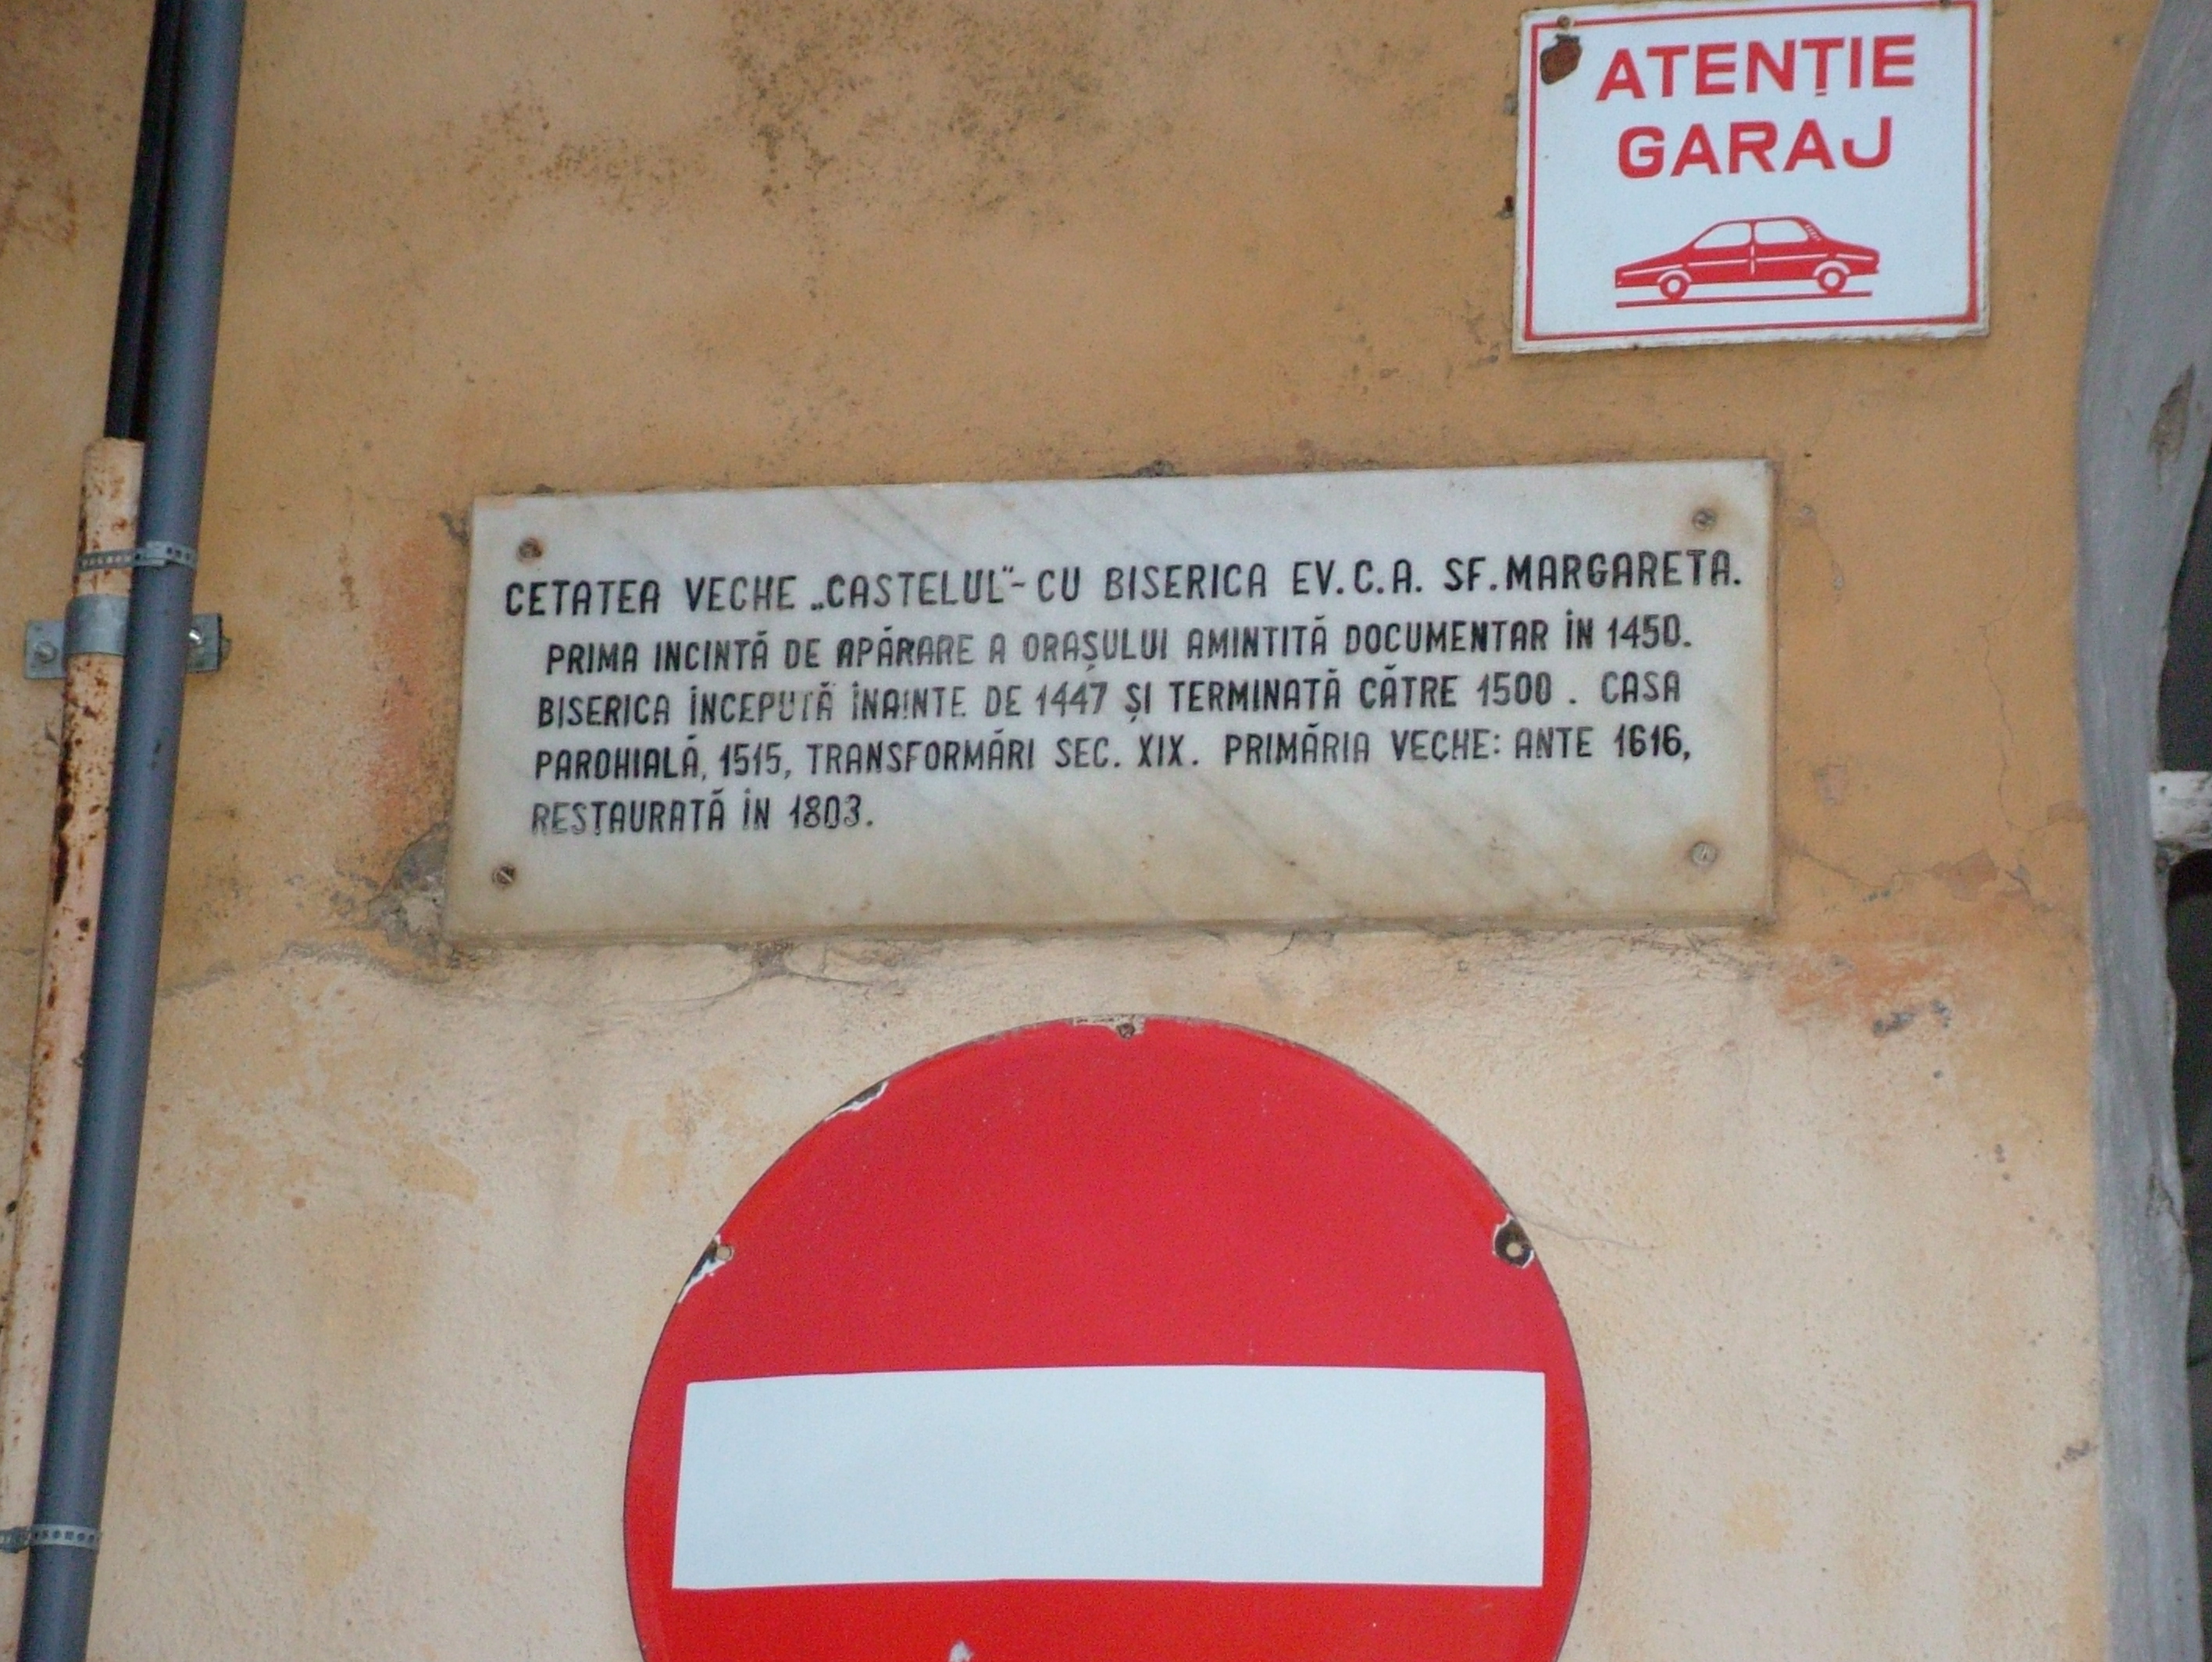 ATENȚIE
GARAJ
CETATEA VECHE „CASTELUL"- CU BISERICA EV.C.A. SF. MARGARETA.
PRIMA INCINTĂ DE APĂRARE A ORAȘULUI AMINTITĂ DOCUMENTAR ÎN 1450.
BISERICA ÎNCEPUTĂ ÎNAINTE DE 1447 ȘI TERMINATĂ CĂTRE 1500 . CASA
PAROHIALĂ, 1515, TRANSFORMĂRI SEC. XIX. PRIMĂRIA VECHE: ANTE 1616,
RESTAURATĂ ÎN 1803.